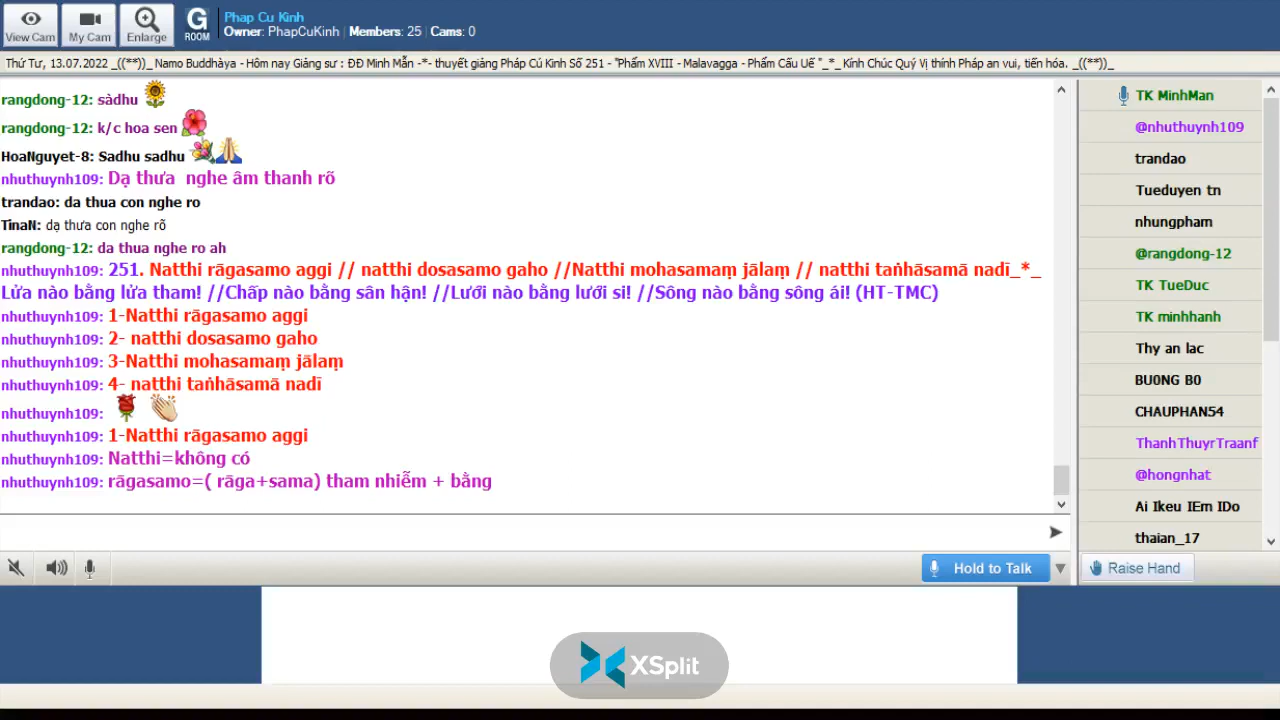 View Cam
My Cam
Enlarge
G
ROOM
Phap Cu Kinh
Owner: PhapCuKinh | Members: 25 | Cams: 0
Thứ Tư, 13.07.2022 _((**))_ Namo Buddhàya - Hôm nay Giảng sư : ĐĐ Minh Mẫn -*- thuyết giảng Pháp Cú Kinh Số 251 - "Phẩm XVIII - Malavagga - Phẩm Cấu Uế "_*_ Kính Chúc Quý Vị thính Pháp an vui, tiến hóa. _((**))_
rangdong-12: sàdhu
rangdong-12: k/c hoa sen
HoaNguyet-8: Sadhu sadhu
nhuthuynh109: Dạ thưa nghe âm thanh rõ
trandao: da thua con nghe ro
TinaN: dạ thưa con nghe rõ
rangdong-12: da thua nghe ro ah
nhuthuynh109: 251. Natthi rāgasamo aggi // natthi dosasamo gaho //Natthi mohasamaṃ jālaṃ // natthi taṅhāsamā nadī_*_
Lửa nào bằng lửa tham! //Chấp nào bằng sân hận! //Lưới nào bằng lưới si! //Sông nào bằng sông ái! (HT-TMC)
nhuthuynh109: 1-Natthi rāgasamo aggi
nhuthuynh109: 2- natthi dosasamo gaho
nhuthuynh109: 3-Natthi mohasamaṃ jālaṃ
nhuthuynh109: 4- natthi taṅhāsamā nadī
nhuthuynh109:
nhuthuynh109: 1-Natthi rāgasamo aggi
nhuthuynh109: Natthi=không có
nhuthuynh109: rāgasamo=( rāga+sama) tham nhiễm + bằng
TK MinhMan
@nhuthuynh109
trandao
Tueduyen tn
nhungpham
@rangdong-12
TK TueDuc
TK minhhanh
Thy an lac
BU0NG B0
CHAUPHAN54
ThanhThuyrTraanf
@hongnhat
Ai Ikeu IEm IDo
thaian_17
Hold to Talk
Raise Hand
XSplit